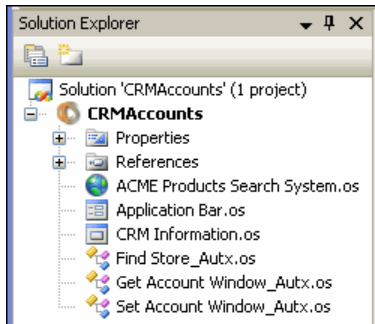 Solution Explorer
Solution 'CRMAccounts' (1 project)
CRMAccounts
Properties
References
ACME Products Search System.os
Application Bar.os
CRM Information.os
Find Store_Autx.os
Get Account Window_Autx.os
Set Account Window_Autx.os